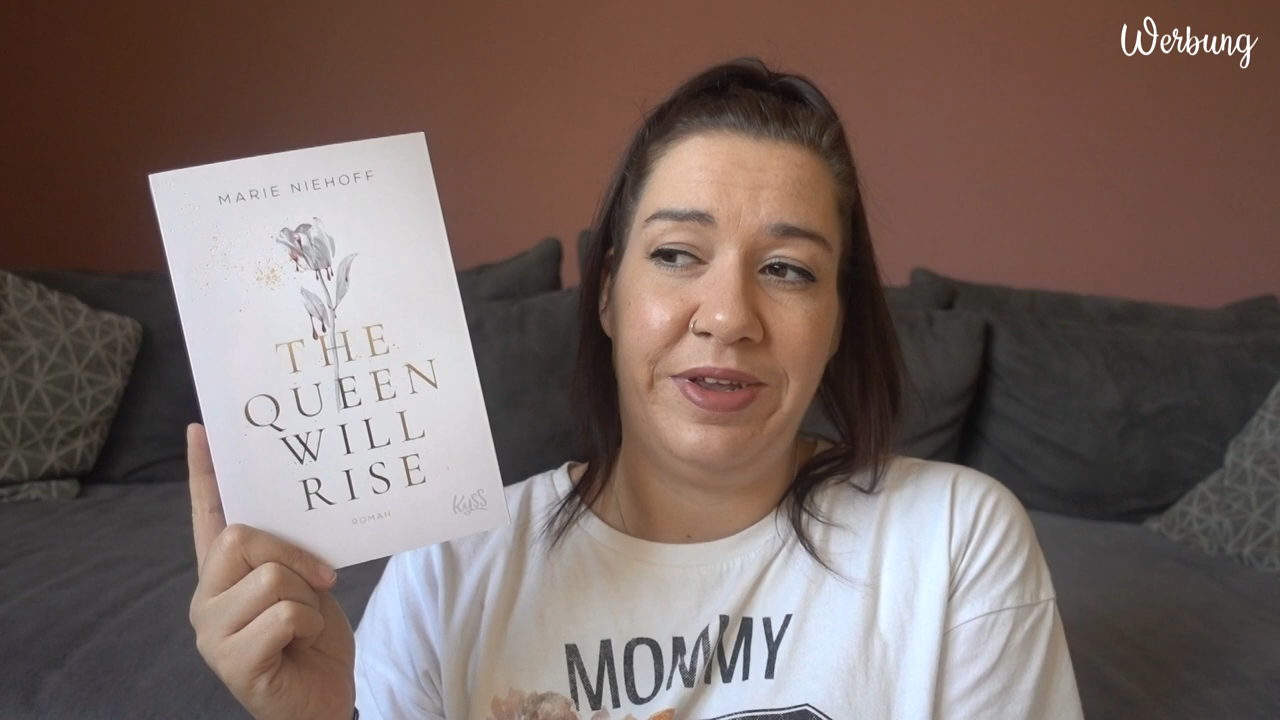 Werbung
MARIE NIEHOFF
THE
QUEEN
WILL
RISE
ROMAN
KYSS
MOMMY